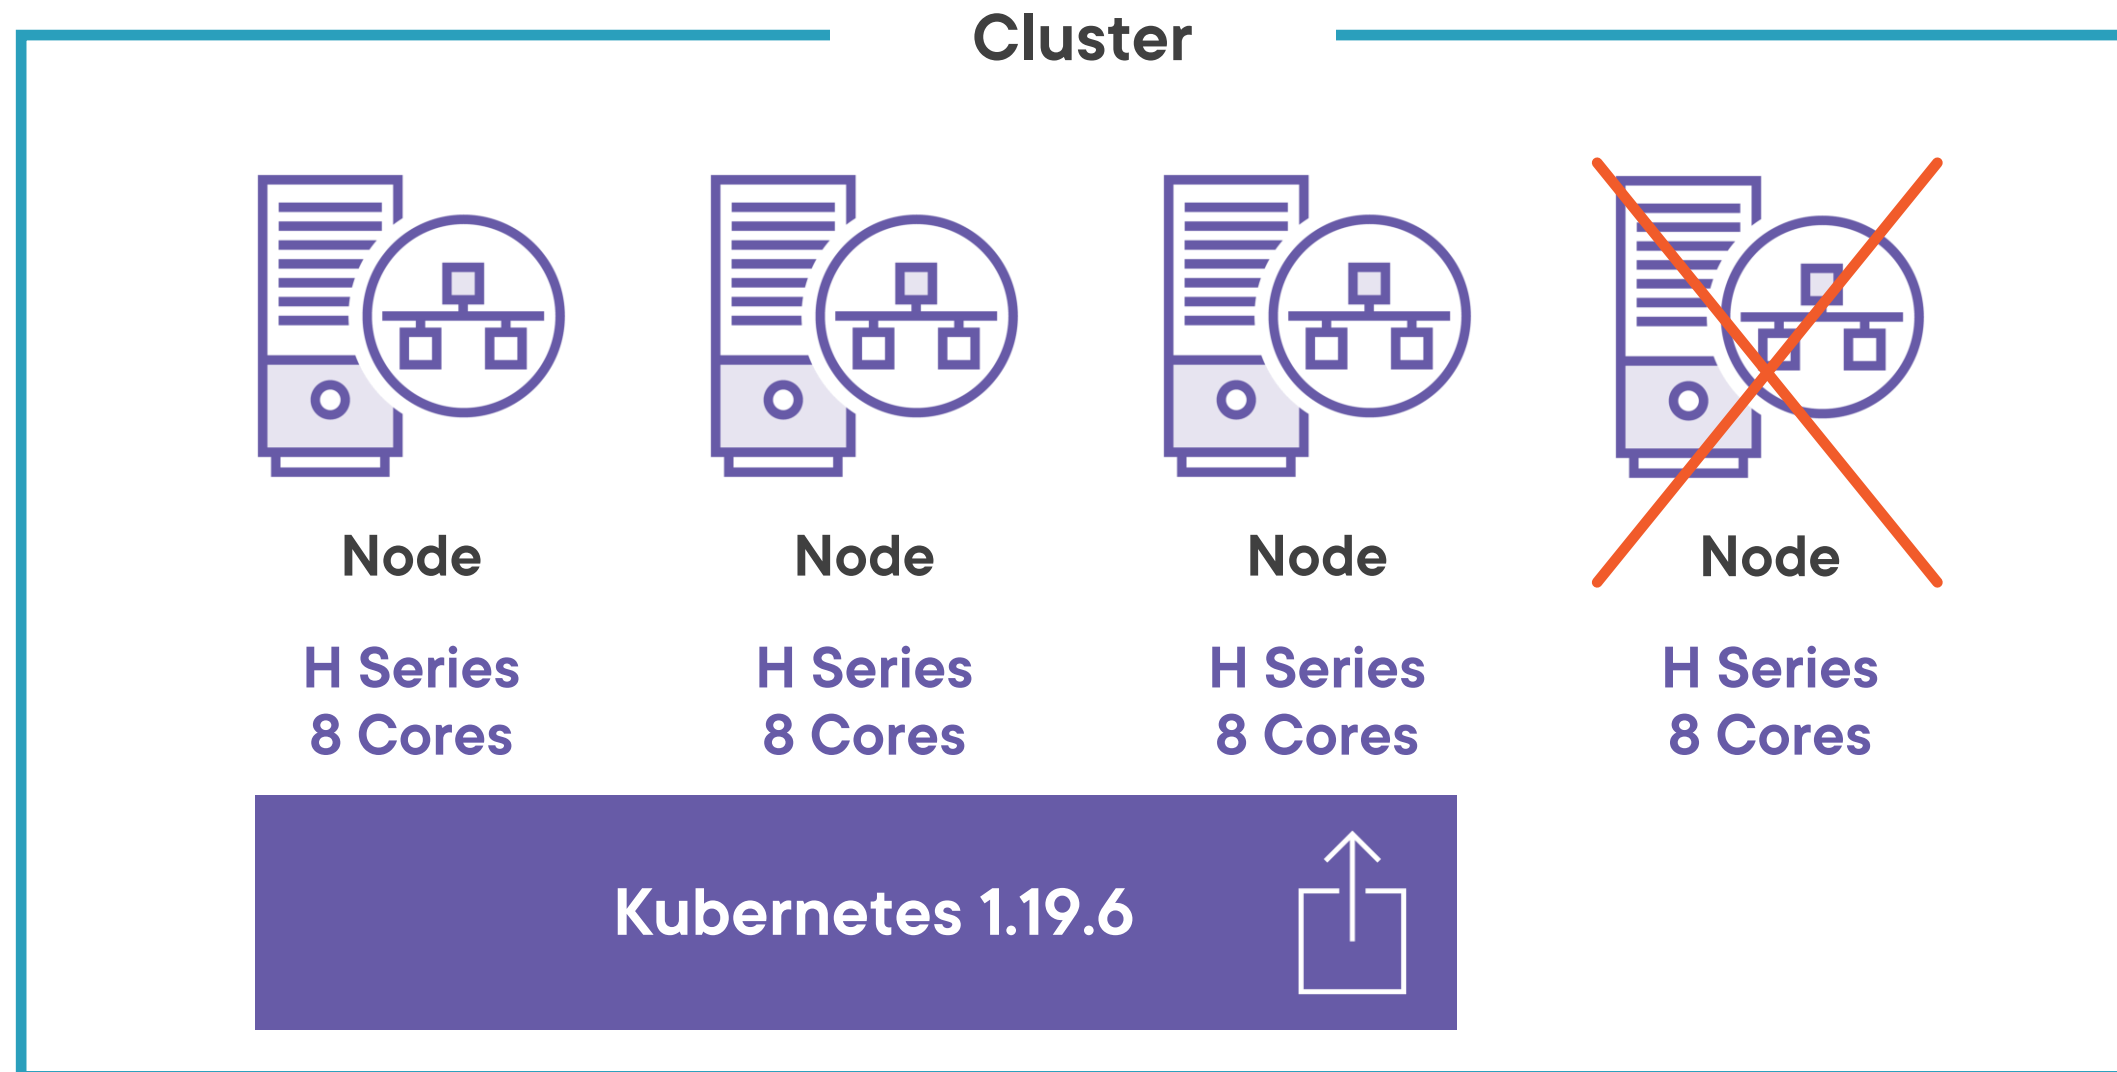 Cluster
Node
Node
Node
Node
H Series
8 Cores
H Series
8 Cores
H Series
8 Cores
H Series
8 Cores
Kubernetes 1.19.6